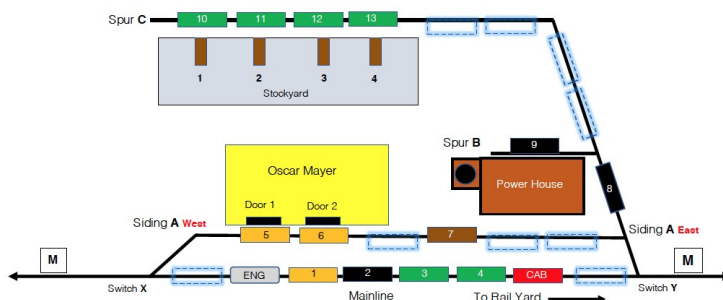 Spur C
10 11 12 13
1 2 3 4
Stockyard
Spur B
9
Oscar Mayer
Power House
8
Door 1 Door 2
Siding A West
5 6 7
Siding A East
M
M
ENG 1 2 3 4 CAB
Switch X
Mainline
To Rail Yard
Switch Y